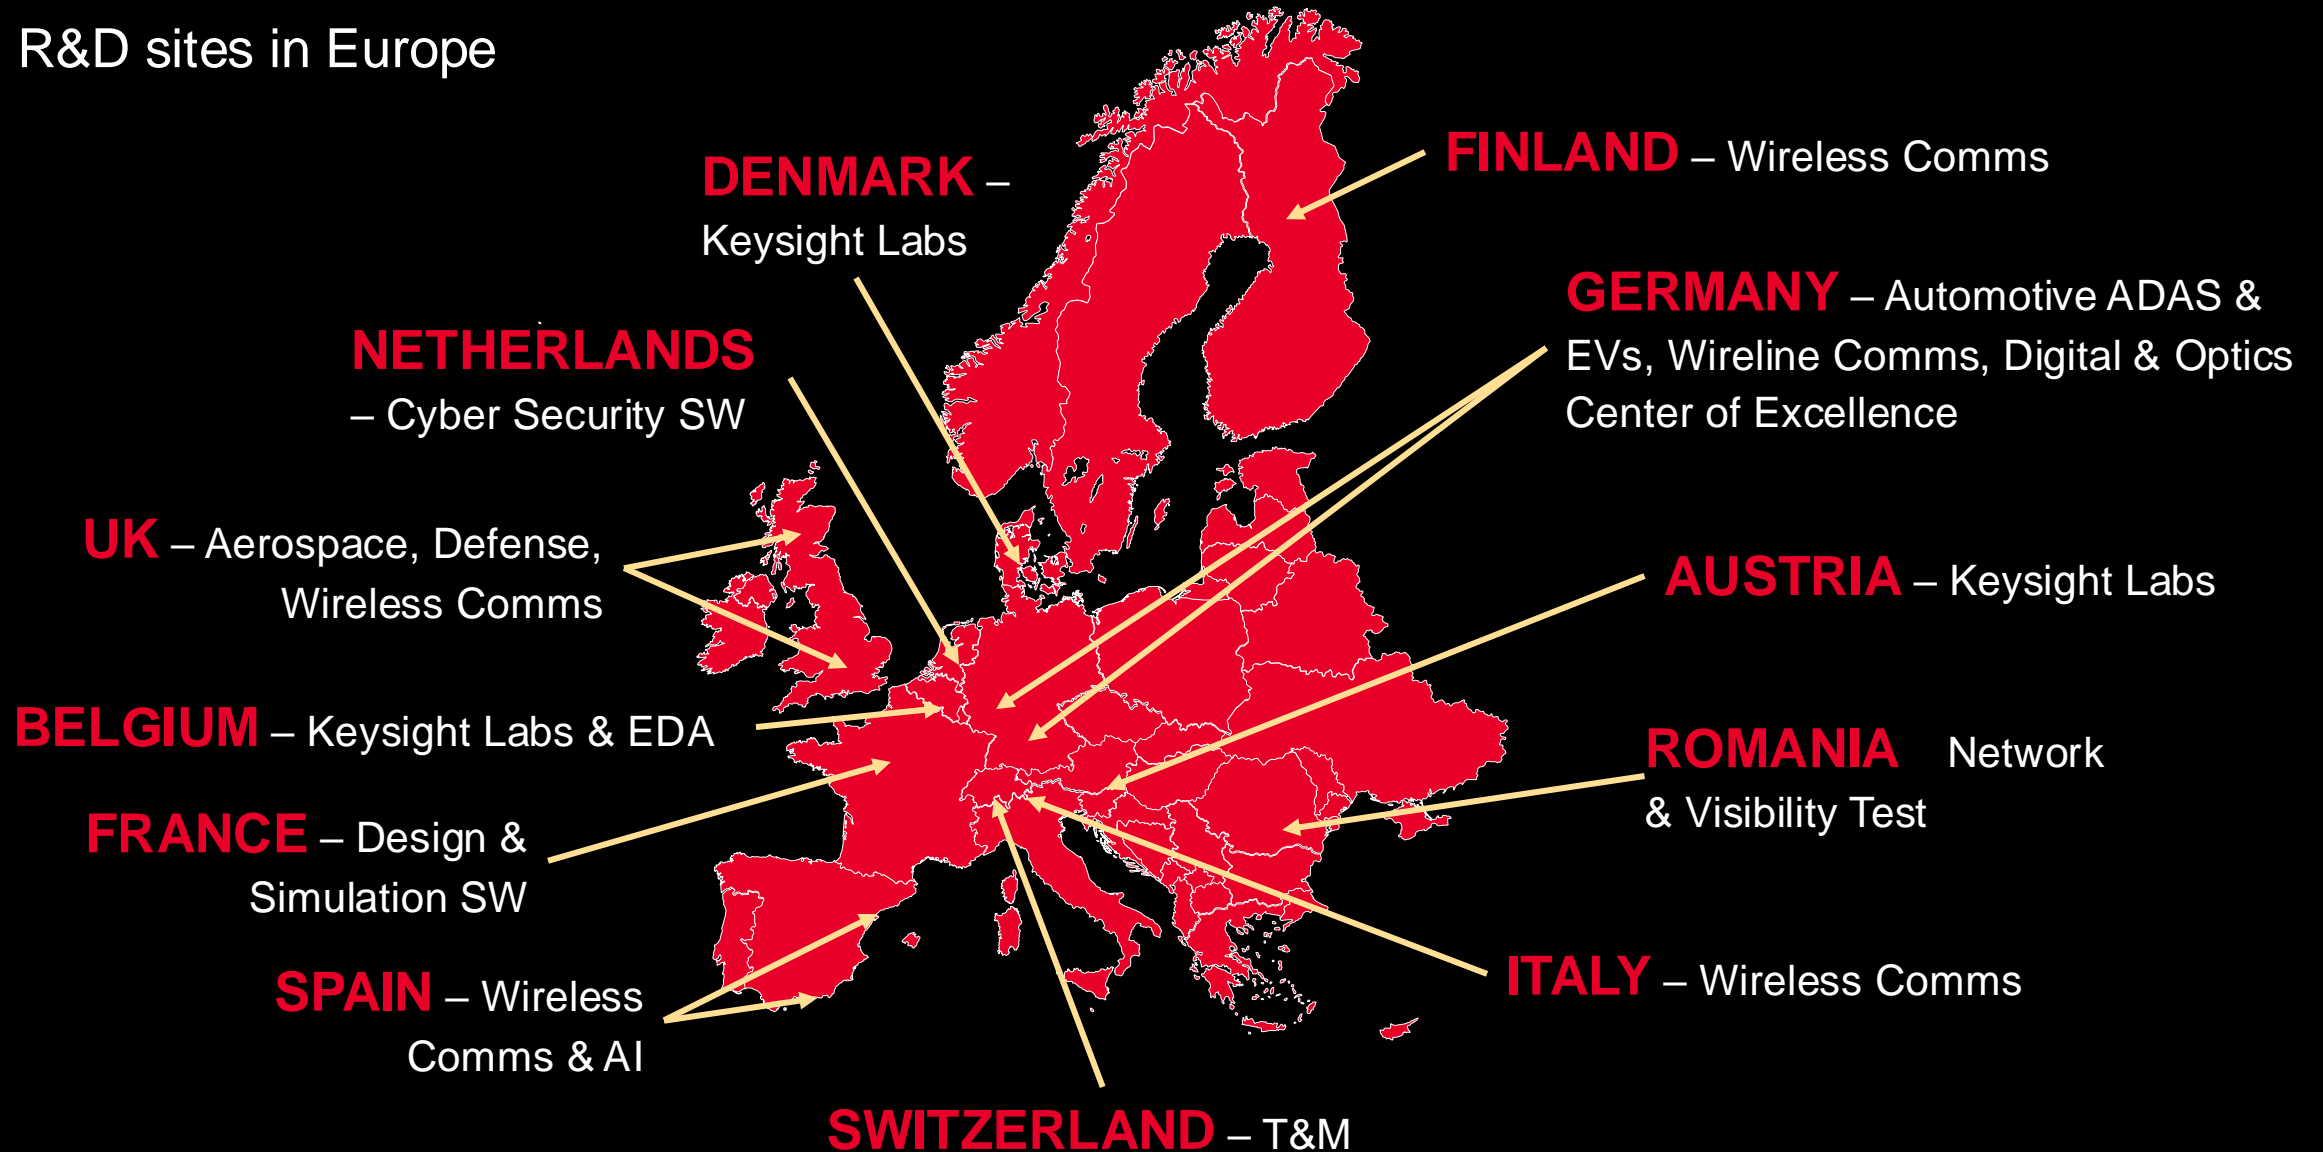 R&D sites in Europe
DENMARK –
Keysight Labs
FINLAND – Wireless Comms
NETHERLANDS
– Cyber Security SW
GERMANY – Automotive ADAS &
EVs, Wireline Comms, Digital & Optics
Center of Excellence
UK – Aerospace, Defense,
Wireless Comms
AUSTRIA – Keysight Labs
BELGIUM – Keysight Labs & EDA
ROMANIA Network
& Visibility Test
FRANCE – Design &
Simulation SW
SPAIN – Wireless
Comms & AI
ITALY – Wireless Comms
SWITZERLAND – T&M